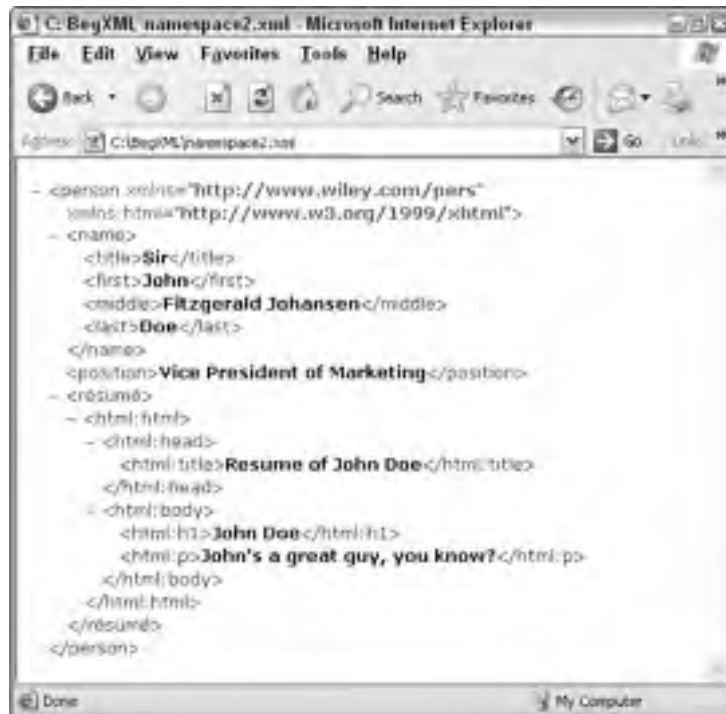 C:\BegXML\namespace2.xml - Microsoft Internet Explorer
File Edit View Favorites Tools Help
Back Search Favorites
Address C:\BegXML\namespace2.xml Go Links »
- <person xmlns="http://www.wiley.com/pers"
xmlns:html="http://www.w3.org/1999/xhtml">
- <name>
<title>Sir</title>
<first>John</first>
<middle>Fitzgerald Johansen</middle>
<last>Doe</last>
</name>
<position>Vice President of Marketing</position>
- <résumé>
- <html:html>
- <html:head>
<html:title>Resume of John Doe</html:title>
</html:head>
- <html:body>
<html:h1>John Doe</html:h1>
<html:p>John's a great guy, you know?</html:p>
</html:body>
</html:html>
</résumé>
</person>
Done My Computer